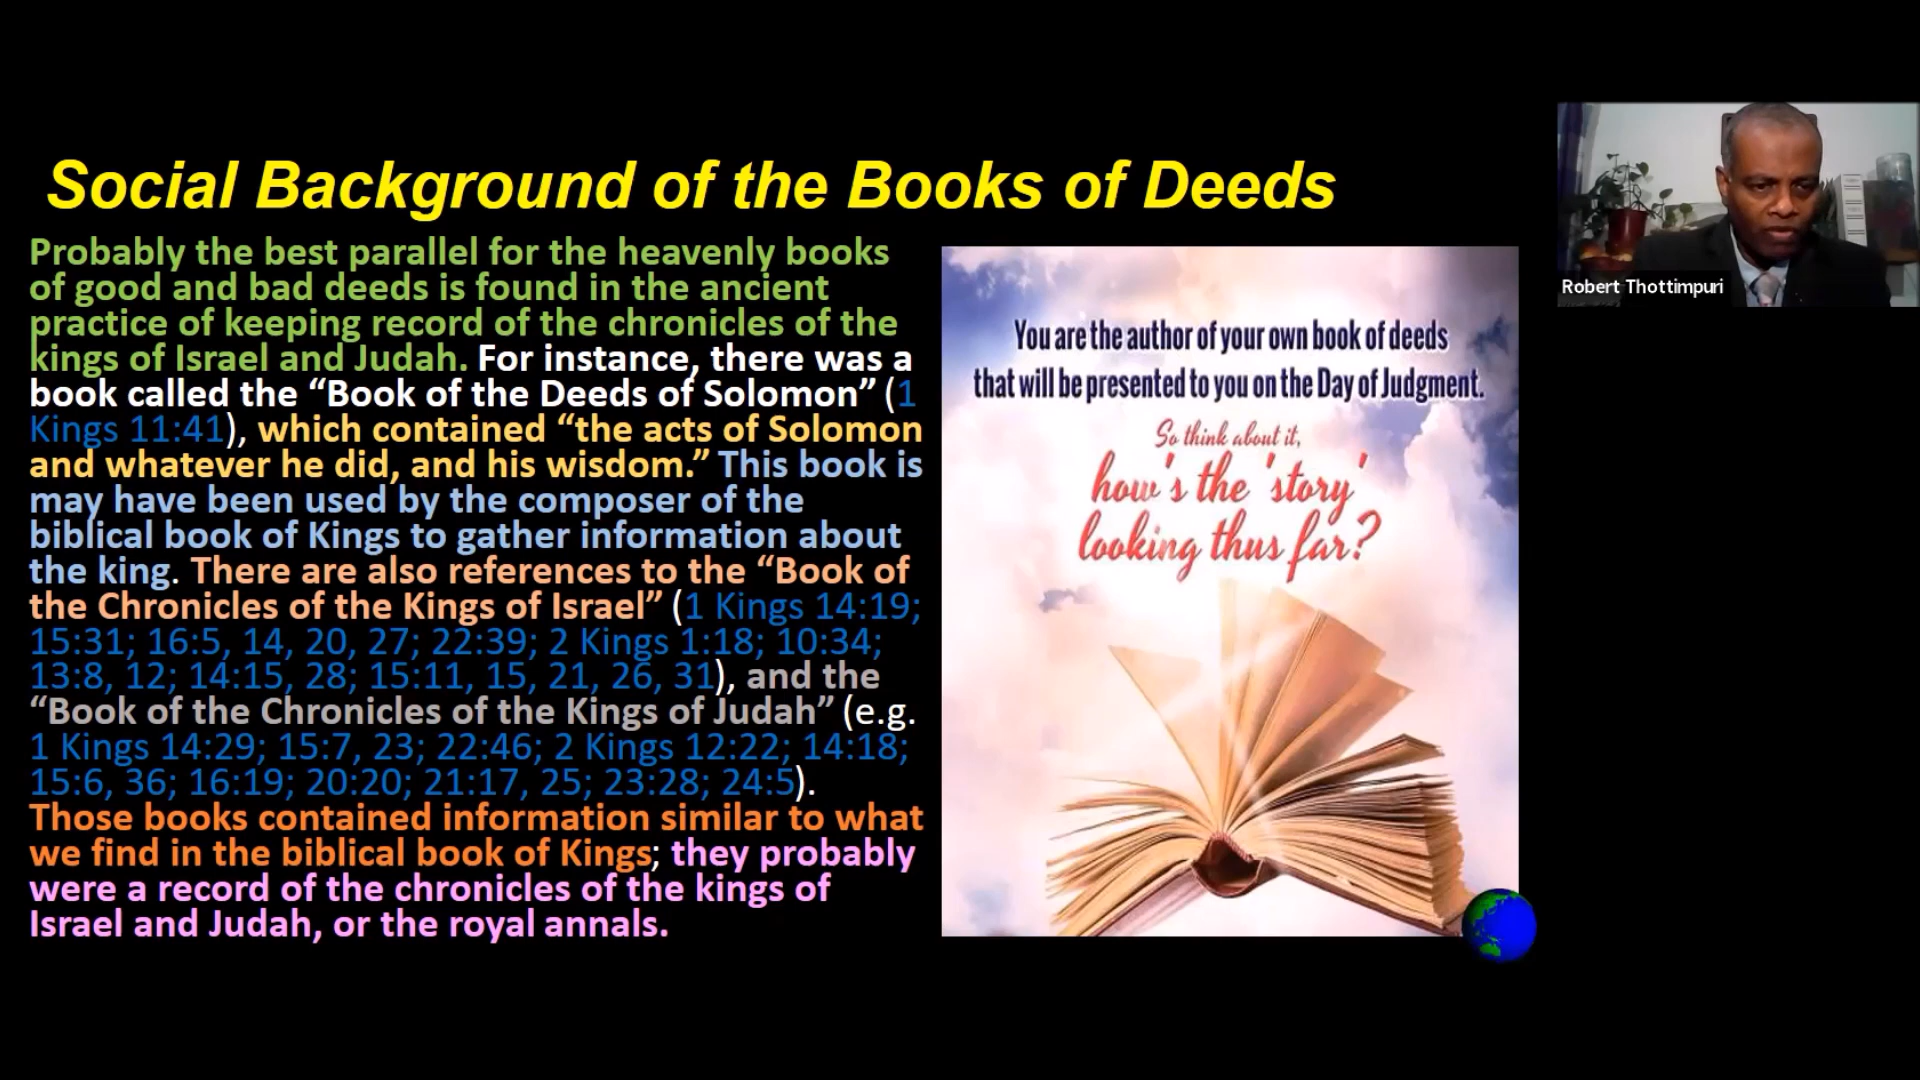 Social Background of the Books of Deeds
Probably the best parallel for the heavenly books
of good and bad deeds is found in the ancient
practice of keeping record of the chronicles of the
kings of Israel and Judah. For instance, there was a
book called the “Book of the Deeds of Solomon” (1
Kings 11:41), which contained “the acts of Solomon
and whatever he did, and his wisdom.” This book is
may have been used by the composer of the
biblical book of Kings to gather information about
the king. There are also references to the “Book of
the Chronicles of the Kings of Israel” (1 Kings 14:19;
15:31; 16:5, 14, 20, 27; 22:39; 2 Kings 1:18; 10:34;
13:8, 12; 14:15, 28; 15:11, 15, 21, 26, 31), and the
“Book of the Chronicles of the Kings of Judah” (e.g.
1 Kings 14:29; 15:7, 23; 22:46; 2 Kings 12:22; 14:18;
15:6, 36; 16:19; 20:20; 21:17, 25; 23:28; 24:5).
Those books contained information similar to what
we find in the biblical book of Kings; they probably
were a record of the chronicles of the kings of
Israel and Judah, or the royal annals.
You are the author of your own book of deeds
that will be presented to you on the Day of Judgment.
So think about it,
how's the 'story'
looking thus far?
Robert Thottimpuri